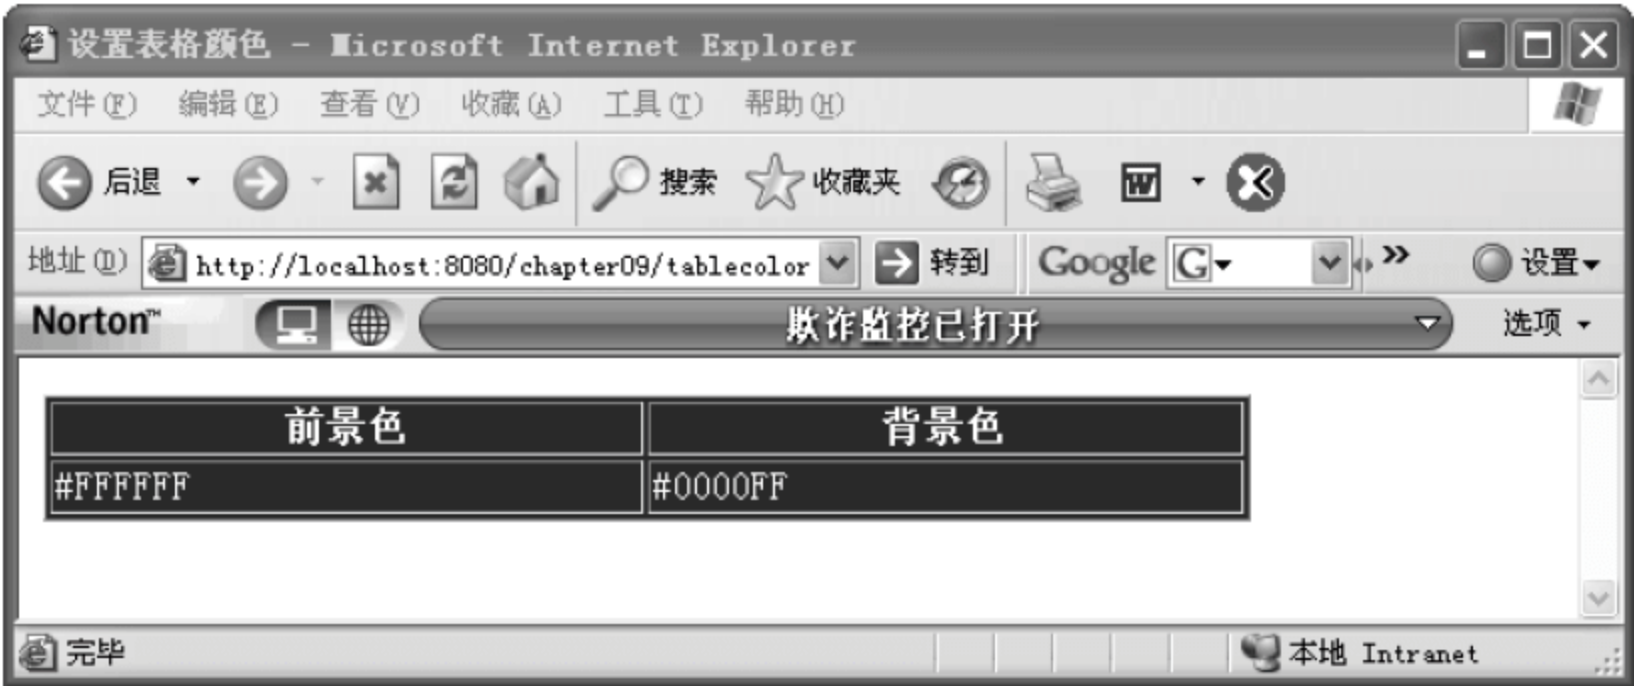 设置表格颜色 - Microsoft Internet Explorer
文件(F) 编辑(E) 查看(V) 收藏(A) 工具(T) 帮助(H)
后退 搜索 收藏夹 W
地址(D) http://localhost:8080/chapter09/tablecolor 转到 Google G 设置
Norton™ 欺诈监控已打开 选项
前景色 背景色
#FFFFFF #0000FF
完毕 本地 Intranet